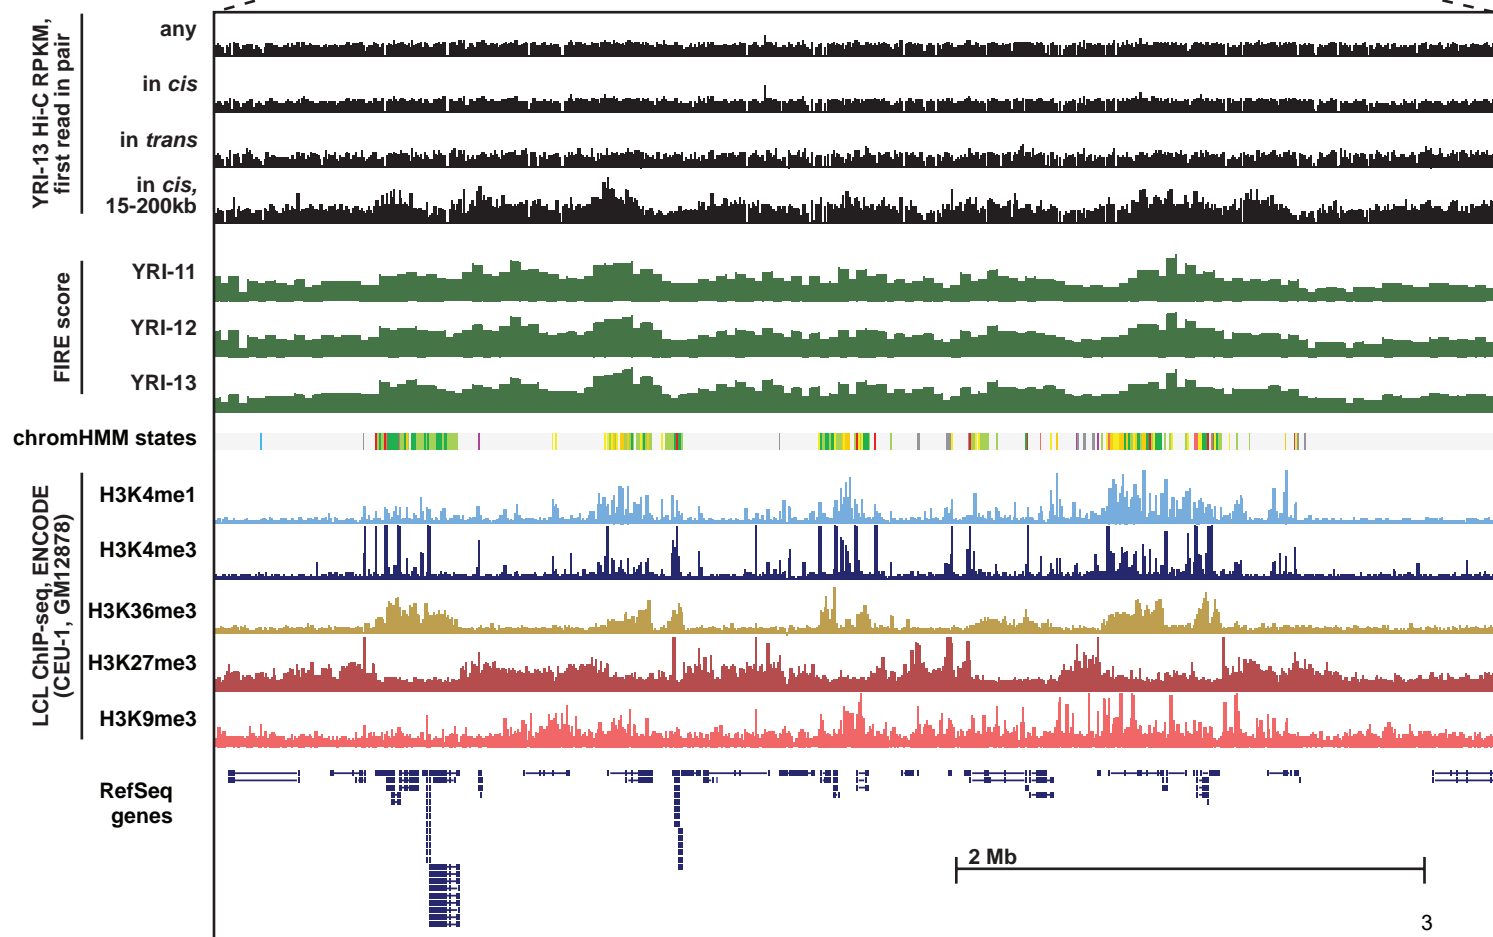 YRI-13 Hi-C RPKM,
first read in pair
any
in cis
in trans
in cis,
15-200kb
FIRE score
YRI-11
YRI-12
YRI-13
chromHMM states
LCL ChIP-seq, ENCODE
(CEU-1, GM12878)
H3K4me1
H3K4me3
H3K36me3
H3K27me3
H3K9me3
RefSeq
genes
2 Mb
3